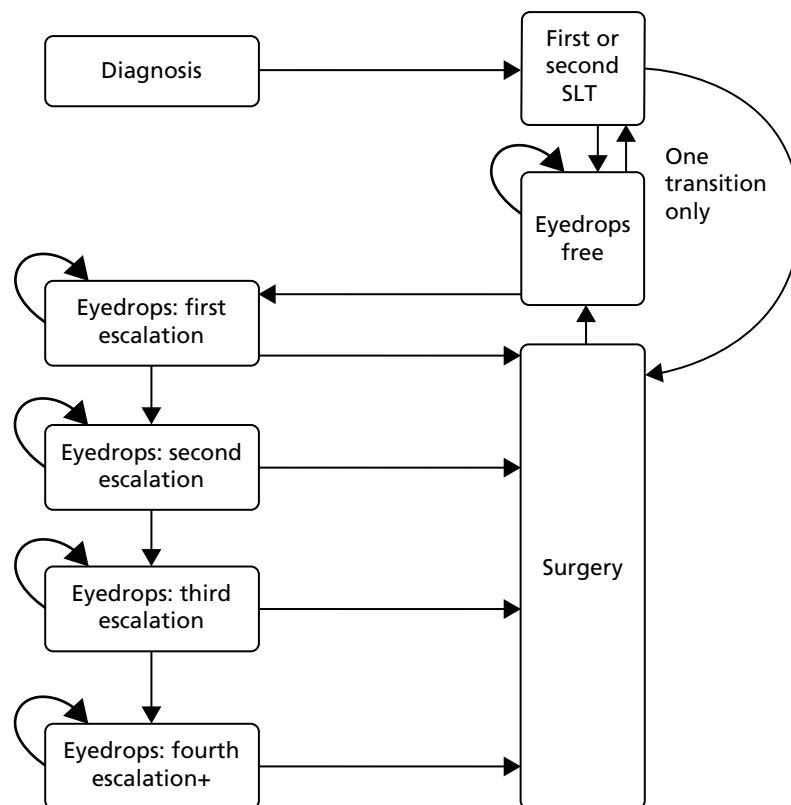 Diagnosis
First or
second
SLT
One
transition
only
Eyedrops
free
Eyedrops: first
escalation
Eyedrops: second
escalation
Surgery
Eyedrops: third
escalation
Eyedrops: fourth
escalation+